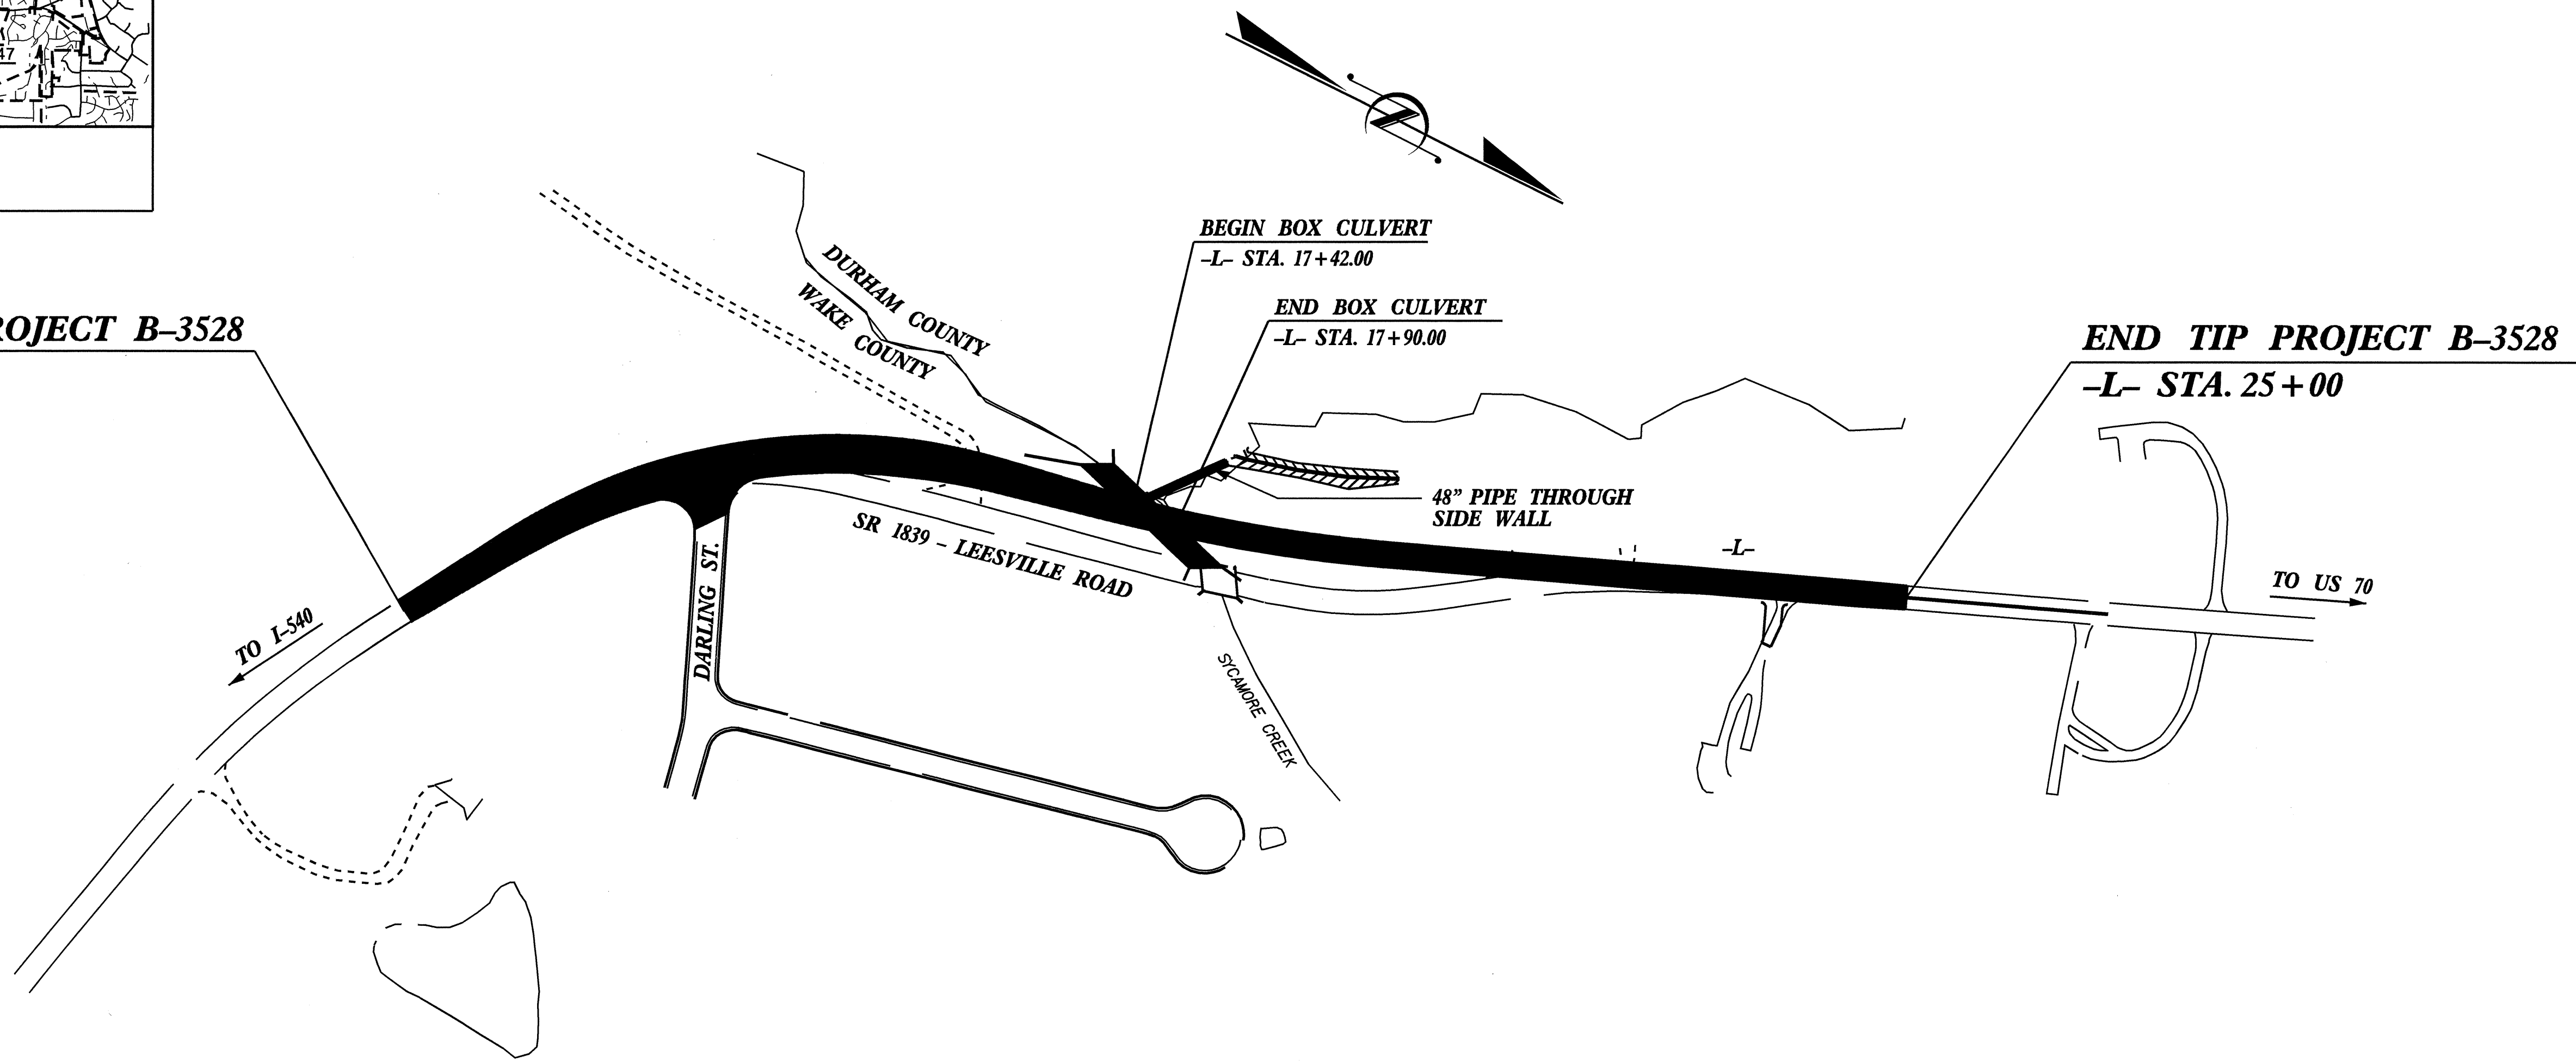 47
BEGIN BOX CULVERT
–L– STA. 17+42.00
DURHAM COUNTY
WAKE COUNTY
END BOX CULVERT
–L– STA. 17+90.00
ROJECT B–3528
END TIP PROJECT B–3528
–L– STA. 25+00
48" PIPE THROUGH
SIDE WALL
SR 1839 – LEESVILLE ROAD
–L–
DARLING ST.
TO US 70
TO I–540
SYCAMORE CREEK